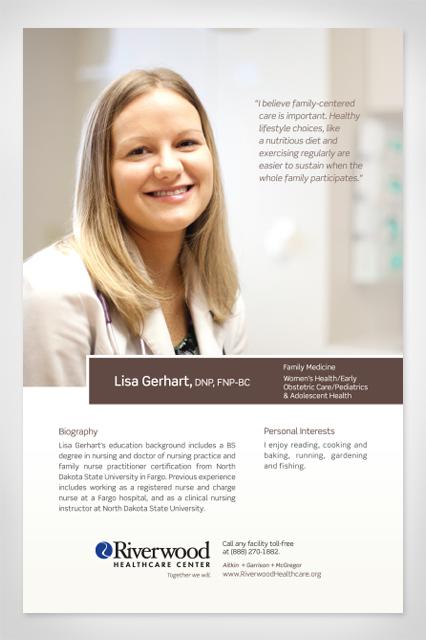 "I believe family-centered
care is important. Healthy
lifestyle choices, like
a nutritious diet and
exercising regularly are
easier to sustain when the
whole family participates."
Lisa Gerhart, DNP, FNP-BC
Family Medicine
Women's Health/Early
Obstetric Care/Pediatrics
& Adolescent Health
Biography
Lisa Gerhart's education background includes a BS
degree in nursing and doctor of nursing practice and
family nurse practitioner certification from North
Dakota State University in Fargo. Previous experience
includes working as a registered nurse and charge
nurse at a Fargo hospital, and as a clinical nursing
instructor at North Dakota State University.
Personal Interests
I enjoy reading, cooking and
baking, running, gardening
and fishing.
Riverwood
HEALTHCARE CENTER
Together we will.
Call any facility toll-free
at (888) 270-1882.
Aitkin + Garrison + McGregor
www.RiverwoodHealthcare.org